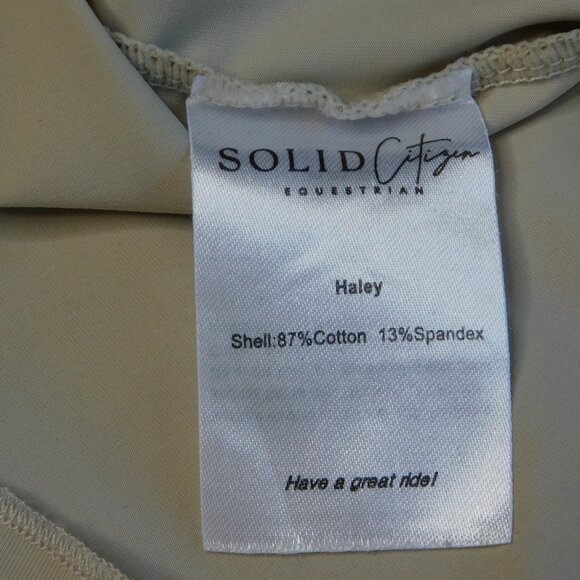 SOLID Citizen
EQUESTRIAN
Haley
Shell:87%Cotton 13%Spandex
Have a great ride!